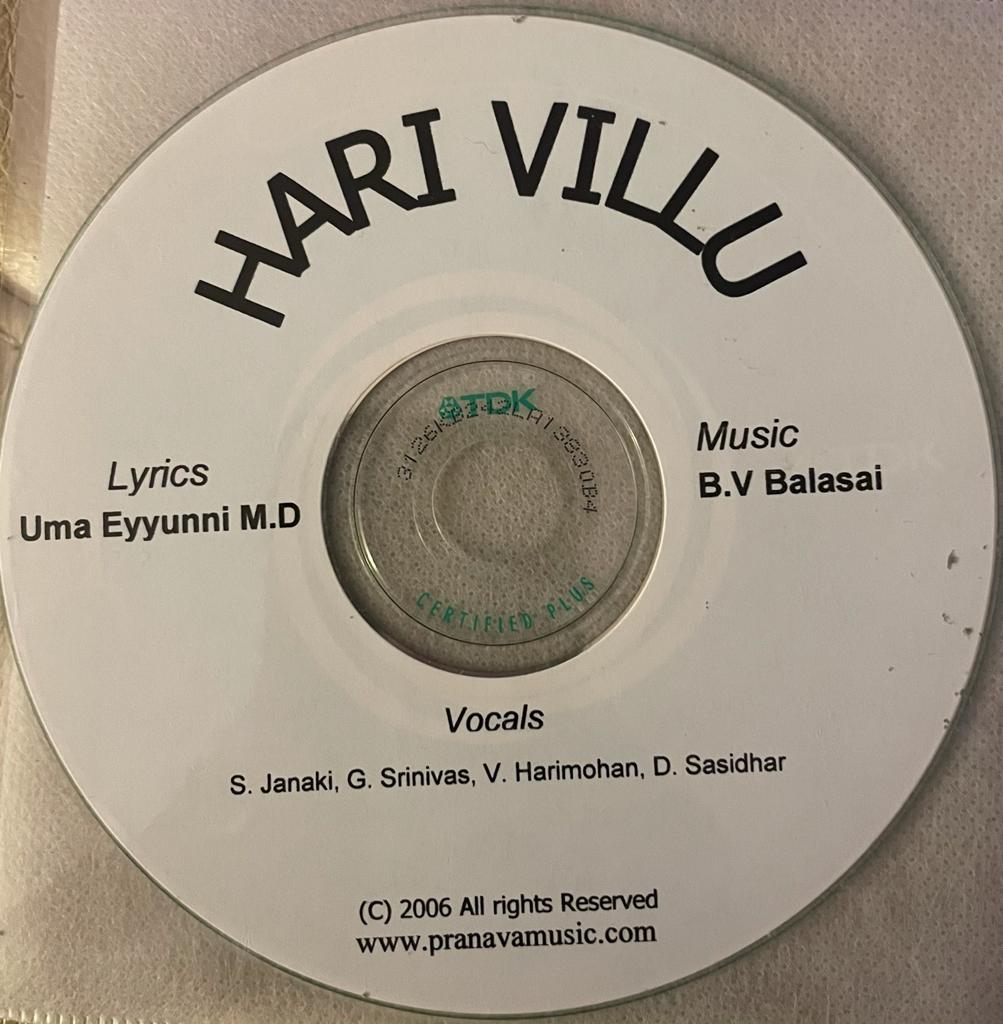 HARI VILLU
TDK
Lyrics
Uma Eyyunni M.D
Music
B.V Balasai
CERTIFIED PLUS
Vocals
S. Janaki, G. Srinivas, V. Harimohan, D. Sasidhar
(C) 2006 All rights Reserved
www.pranavamusic.com